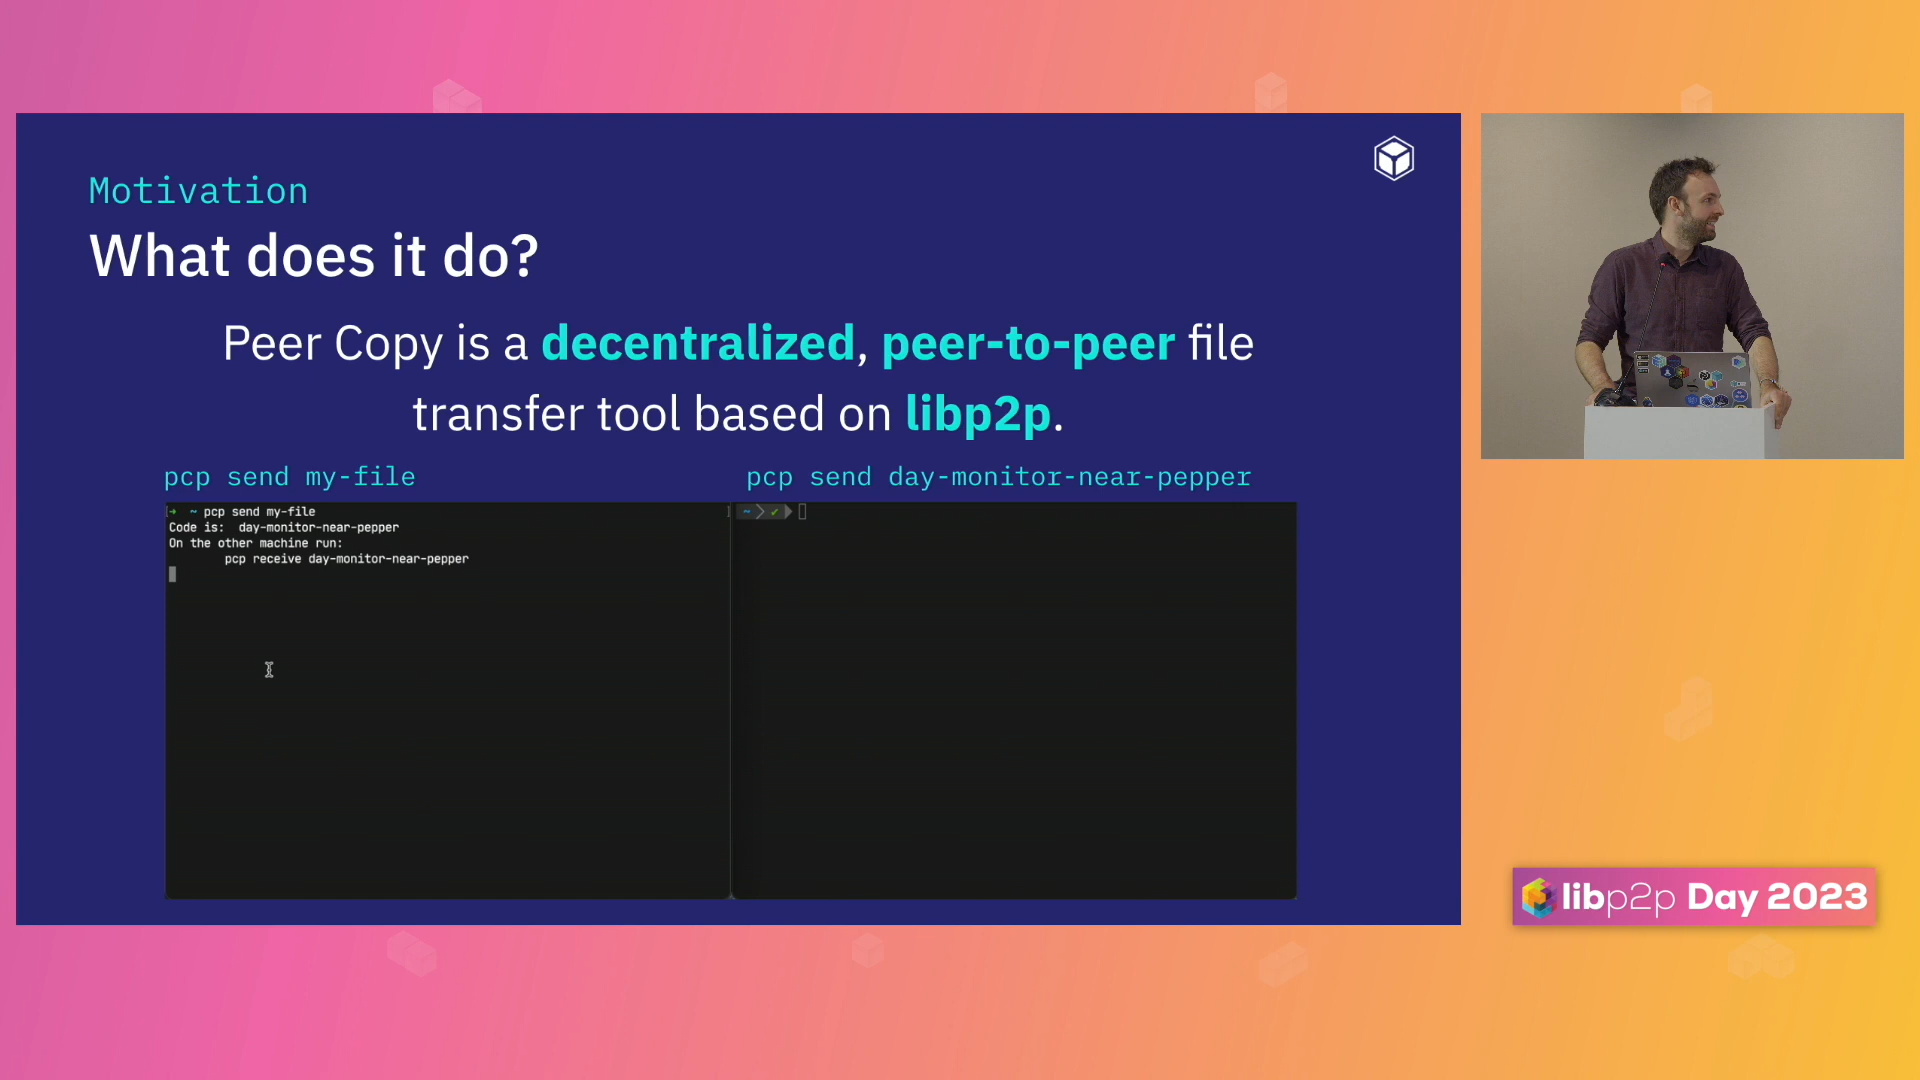 Motivation
What does it do?
Peer Copy is a decentralized, peer-to-peer file
transfer tool based on libp2p.
pcp send my-file
pcp send day-monitor-near-pepper
~ pcp send my-file
Code is: day-monitor-near-pepper
On the other machine run:
pcp receive day-monitor-near-pepper
~
libp2p Day 2023